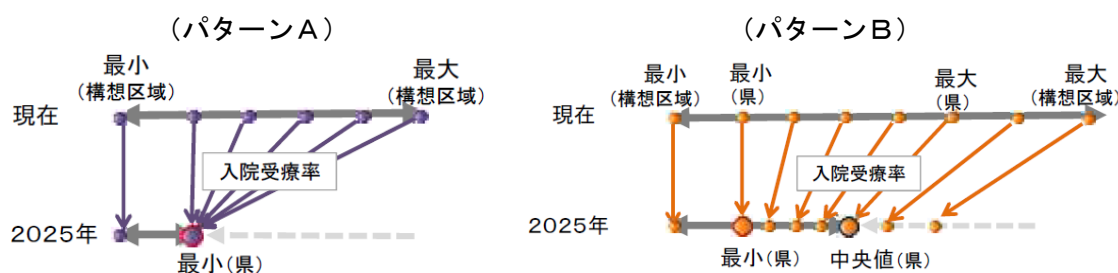 （パターンＡ）
最小
（構想区域）
最大
（構想区域）
現在
入院受療率
２０２５年
最小（県）
（パターンＢ）
最小
（構想区域）
最小
（県）
最大
（県）
最大
（構想区域）
現在
入院受療率
２０２５年
最小（県）
中央値（県）